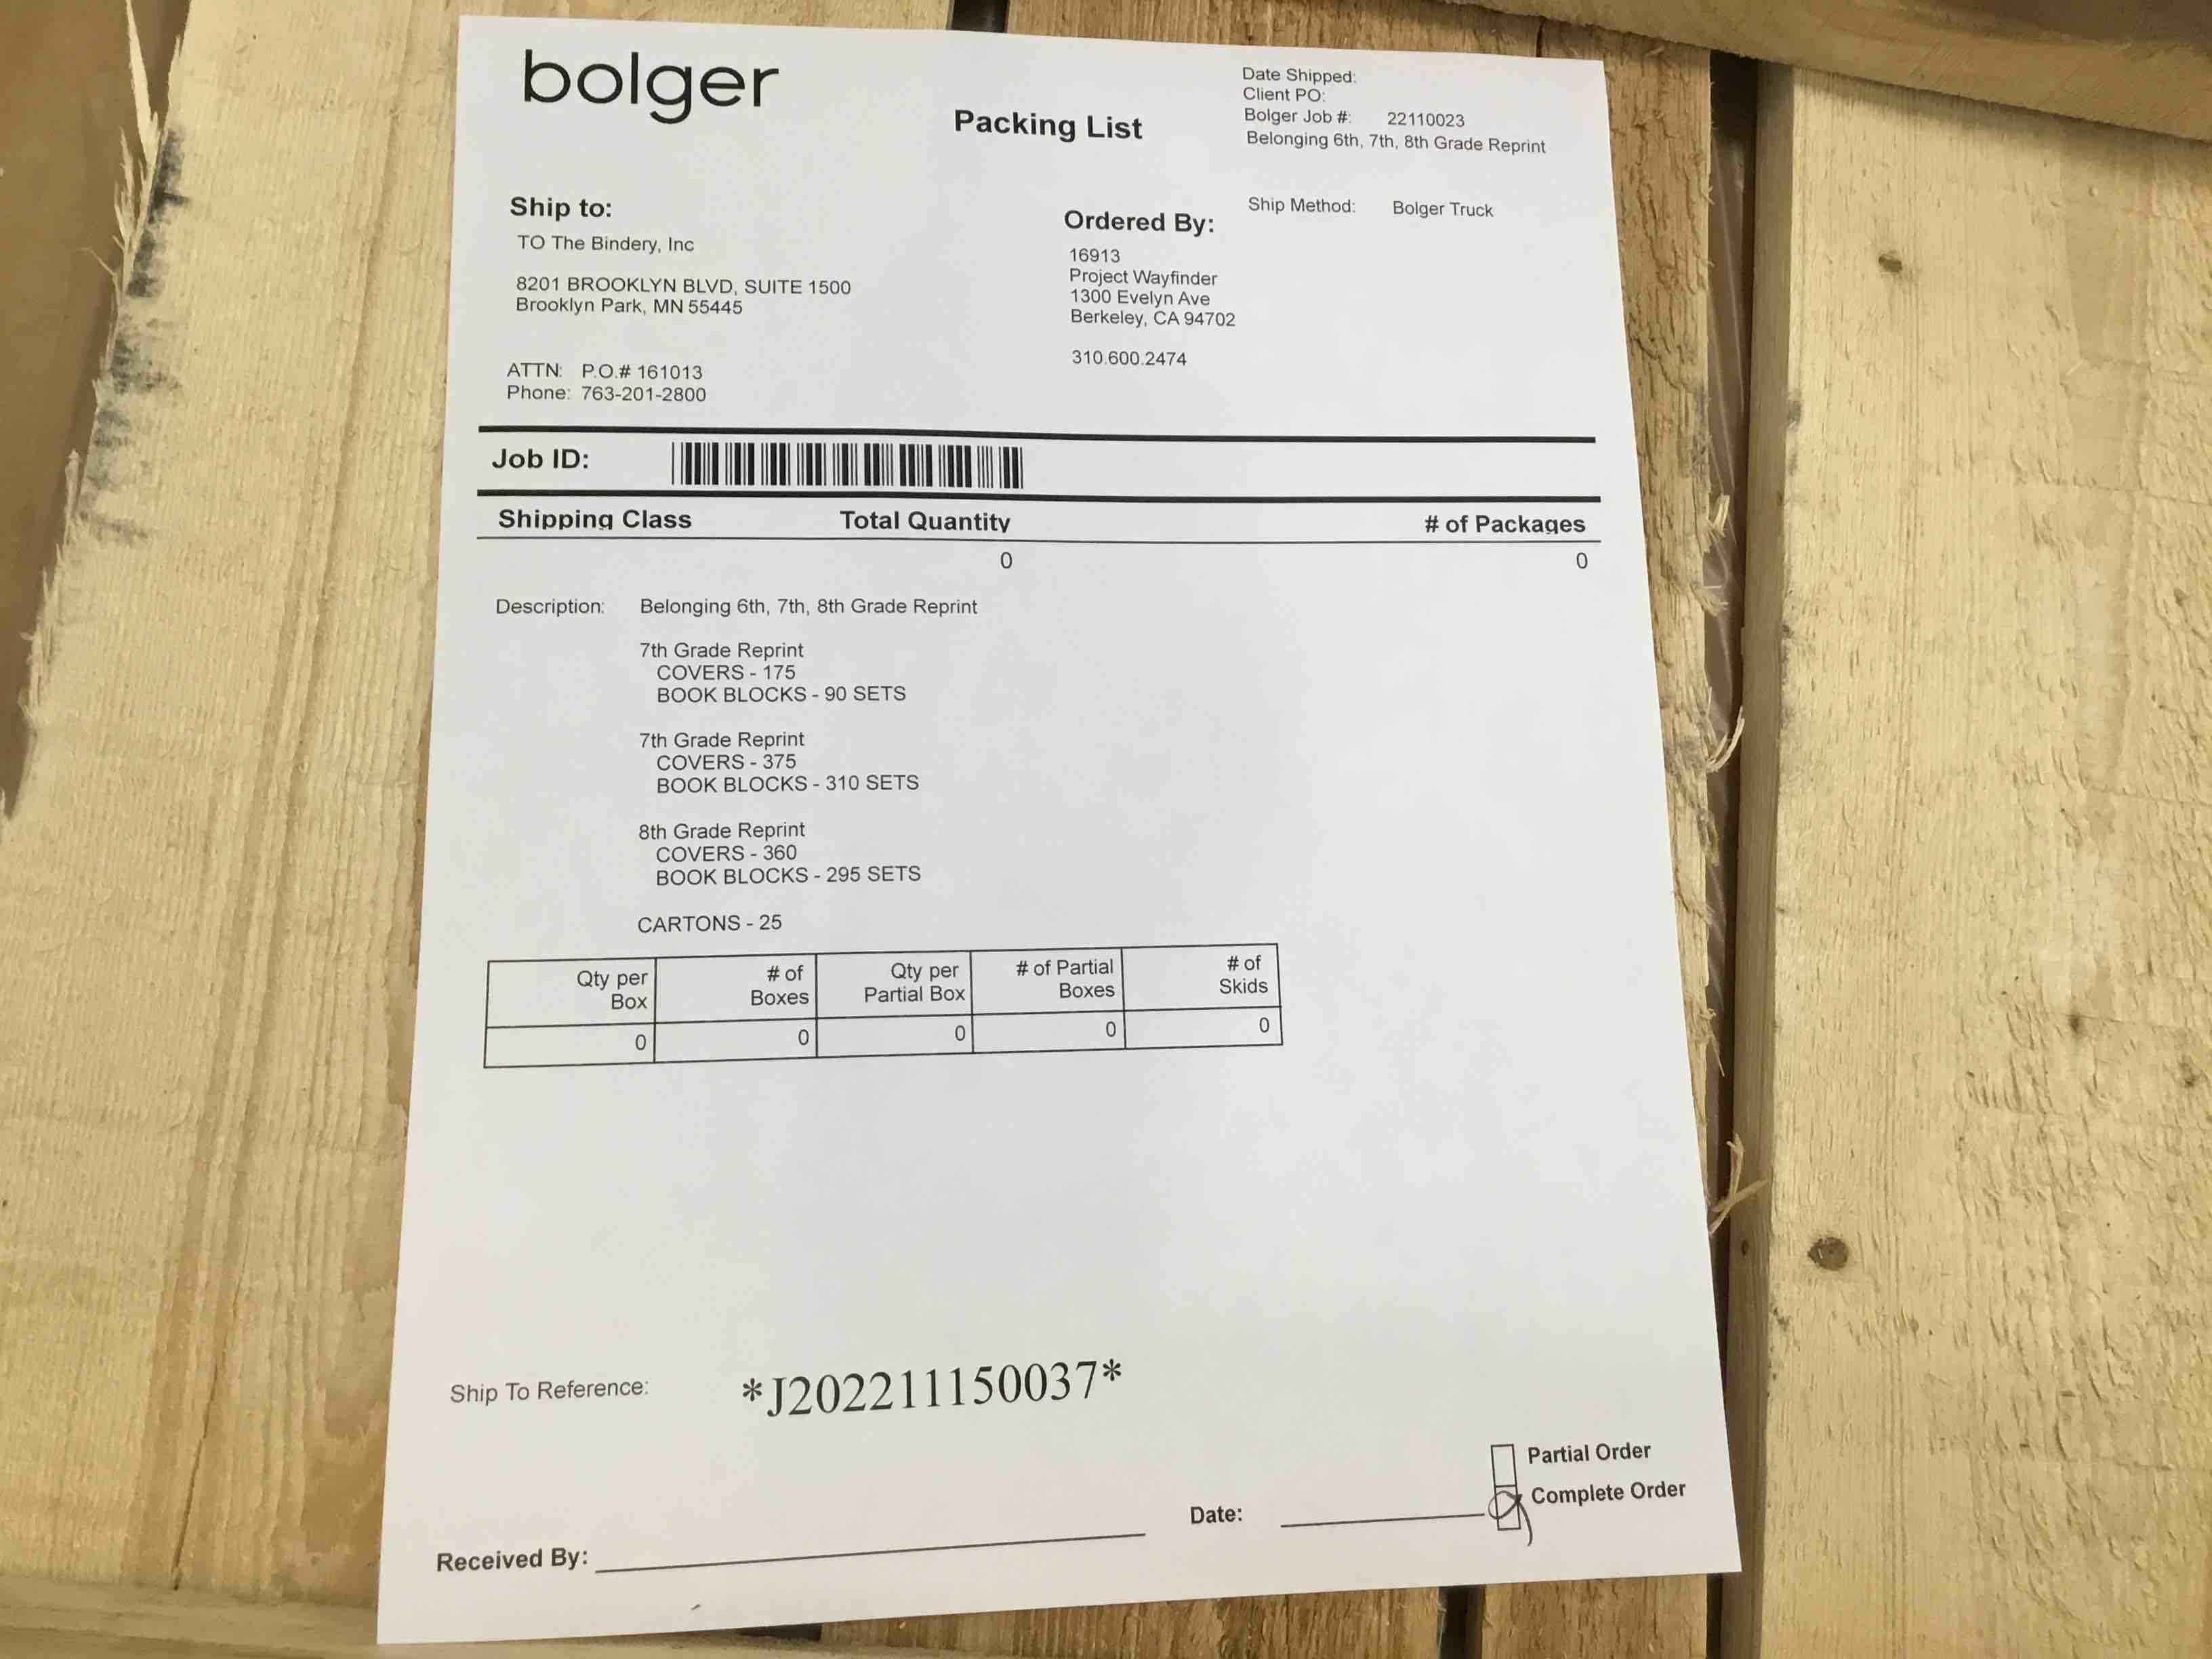 bolger
Packing List
Date Shipped:
Client PO:
Bolger Job #: 22110023
Belonging 6th, 7th, 8th Grade Reprint
Ship Method: Bolger Truck
Ship to:
TO The Bindery, Inc
8201 BROOKLYN BLVD, SUITE 1500
Brooklyn Park, MN 55445
ATTN: P.O.# 161013
Phone: 763-201-2800
Ordered By:
16913
Project Wayfinder
1300 Evelyn Ave
Berkeley, CA 94702
310.600.2474
Job ID:
Shipping Class Total Quantity # of Packages
0 0
Description: Belonging 6th, 7th, 8th Grade Reprint
7th Grade Reprint
COVERS - 175
BOOK BLOCKS - 90 SETS
7th Grade Reprint
COVERS - 375
BOOK BLOCKS - 310 SETS
8th Grade Reprint
COVERS - 360
BOOK BLOCKS - 295 SETS
CARTONS - 25
Qty per Box # of Boxes Qty per Partial Box # of Partial Boxes # of Skids
0 0 0 0 0
Ship To Reference: *J202211150037*
Partial Order
Complete Order
Received By: Date: